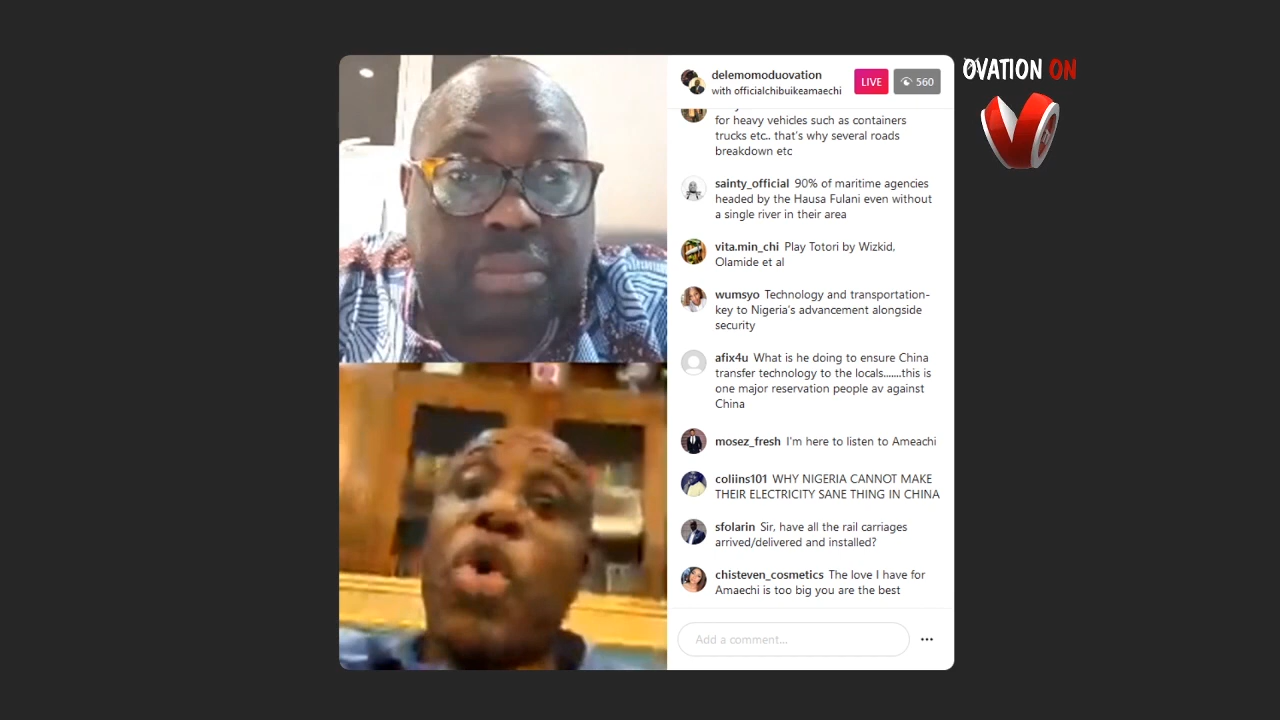 delemomoduovation
with officialchibuikeamaechi
LIVE
560
OVATION ON
for heavy vehicles such as containers
trucks etc.. that's why several roads
breakdown etc
sainty_official 90% of maritime agencies
headed by the Hausa Fulani even without
a single river in their area
vita.min_chi Play Totori by Wizkid,
Olamide et al
wumsyo Technology and transportation-
key to Nigeria's advancement alongside
security
afix4u What is he doing to ensure China
transfer technology to the locals.......this is
one major reservation people av against
China
mosez_fresh I'm here to listen to Ameachi
coliins101 WHY NIGERIA CANNOT MAKE
THEIR ELECTRICITY SANE THING IN CHINA
sfolarin Sir, have all the rail carriages
arrived/delivered and installed?
chisteven_cosmetics The love I have for
Amaechi is too big you are the best
Add a comment...